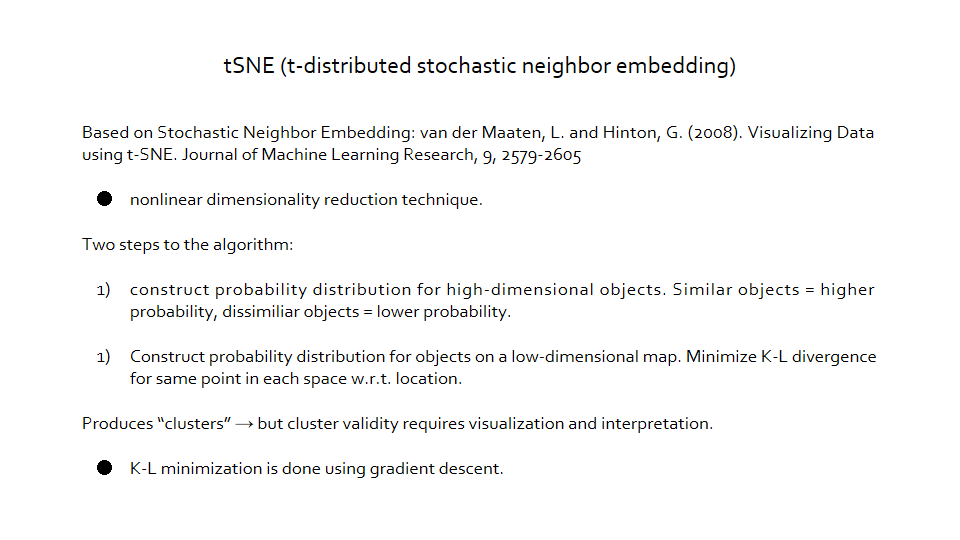 tSNE (t-distributed stochastic neighbor embedding)
Based on Stochastic Neighbor Embedding: van der Maaten, L. and Hinton, G. (2008). Visualizing Data
using t-SNE. Journal of Machine Learning Research, 9, 2579-2605
● nonlinear dimensionality reduction technique.
Two steps to the algorithm:
1) construct probability distribution for high-dimensional objects. Similar objects = higher
probability, dissimiliar objects = lower probability.
1) Construct probability distribution for objects on a low-dimensional map. Minimize K-L divergence
for same point in each space w.r.t. location.
Produces “clusters” → but cluster validity requires visualization and interpretation.
● K-L minimization is done using gradient descent.